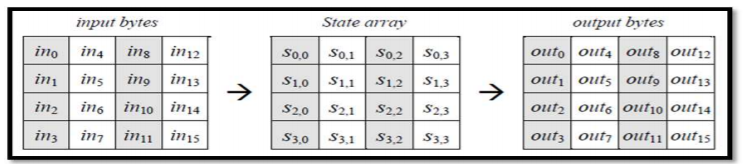 input bytes State array output bytes
in0 in4 in8 in12 s0,0 s0,1 s0,2 s0,3 out0 out4 out8 out12
in1 in5 in9 in13 s1,0 s1,1 s1,2 s1,3 out1 out5 out9 out13
→ →
in2 in6 in10 in14 s2,0 s2,1 s2,2 s2,3 out2 out6 out10 out14
in3 in7 in11 in15 s3,0 s3,1 s3,2 s3,3 out3 out7 out11 out15